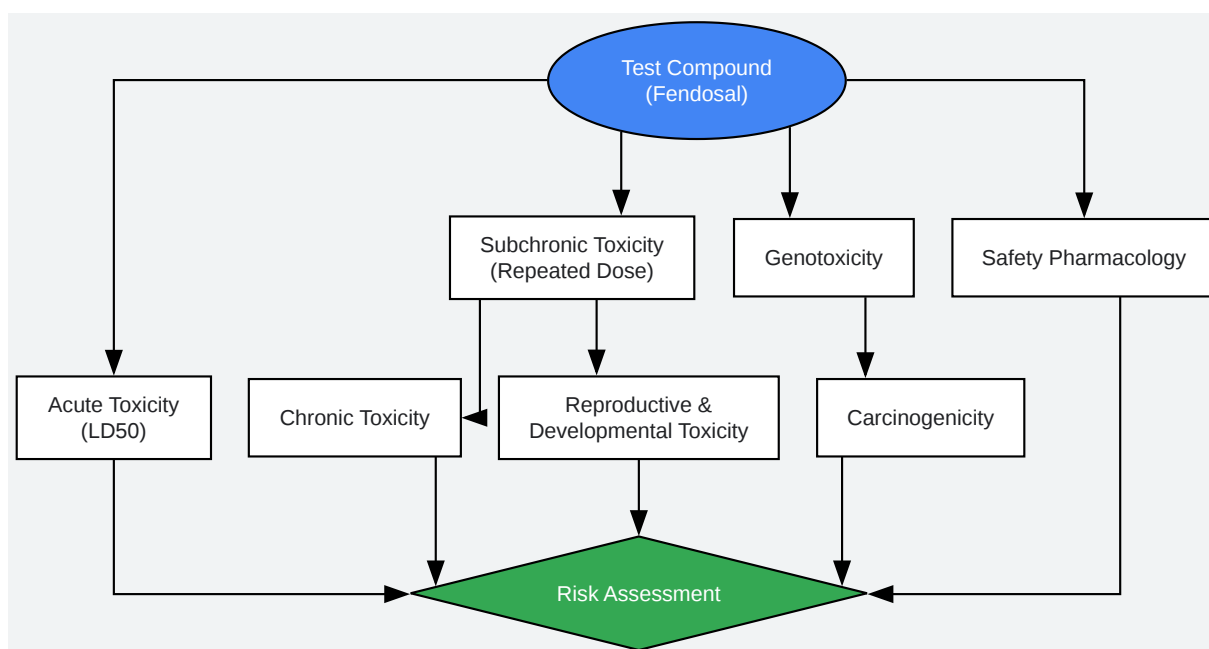 Test Compound
(Fendosal)
Subchronic Toxicity
(Repeated Dose)
Genotoxicity
Safety Pharmacology
Acute Toxicity
(LD50)
Chronic Toxicity
Reproductive &
Developmental Toxicity
Carcinogenicity
Risk Assessment